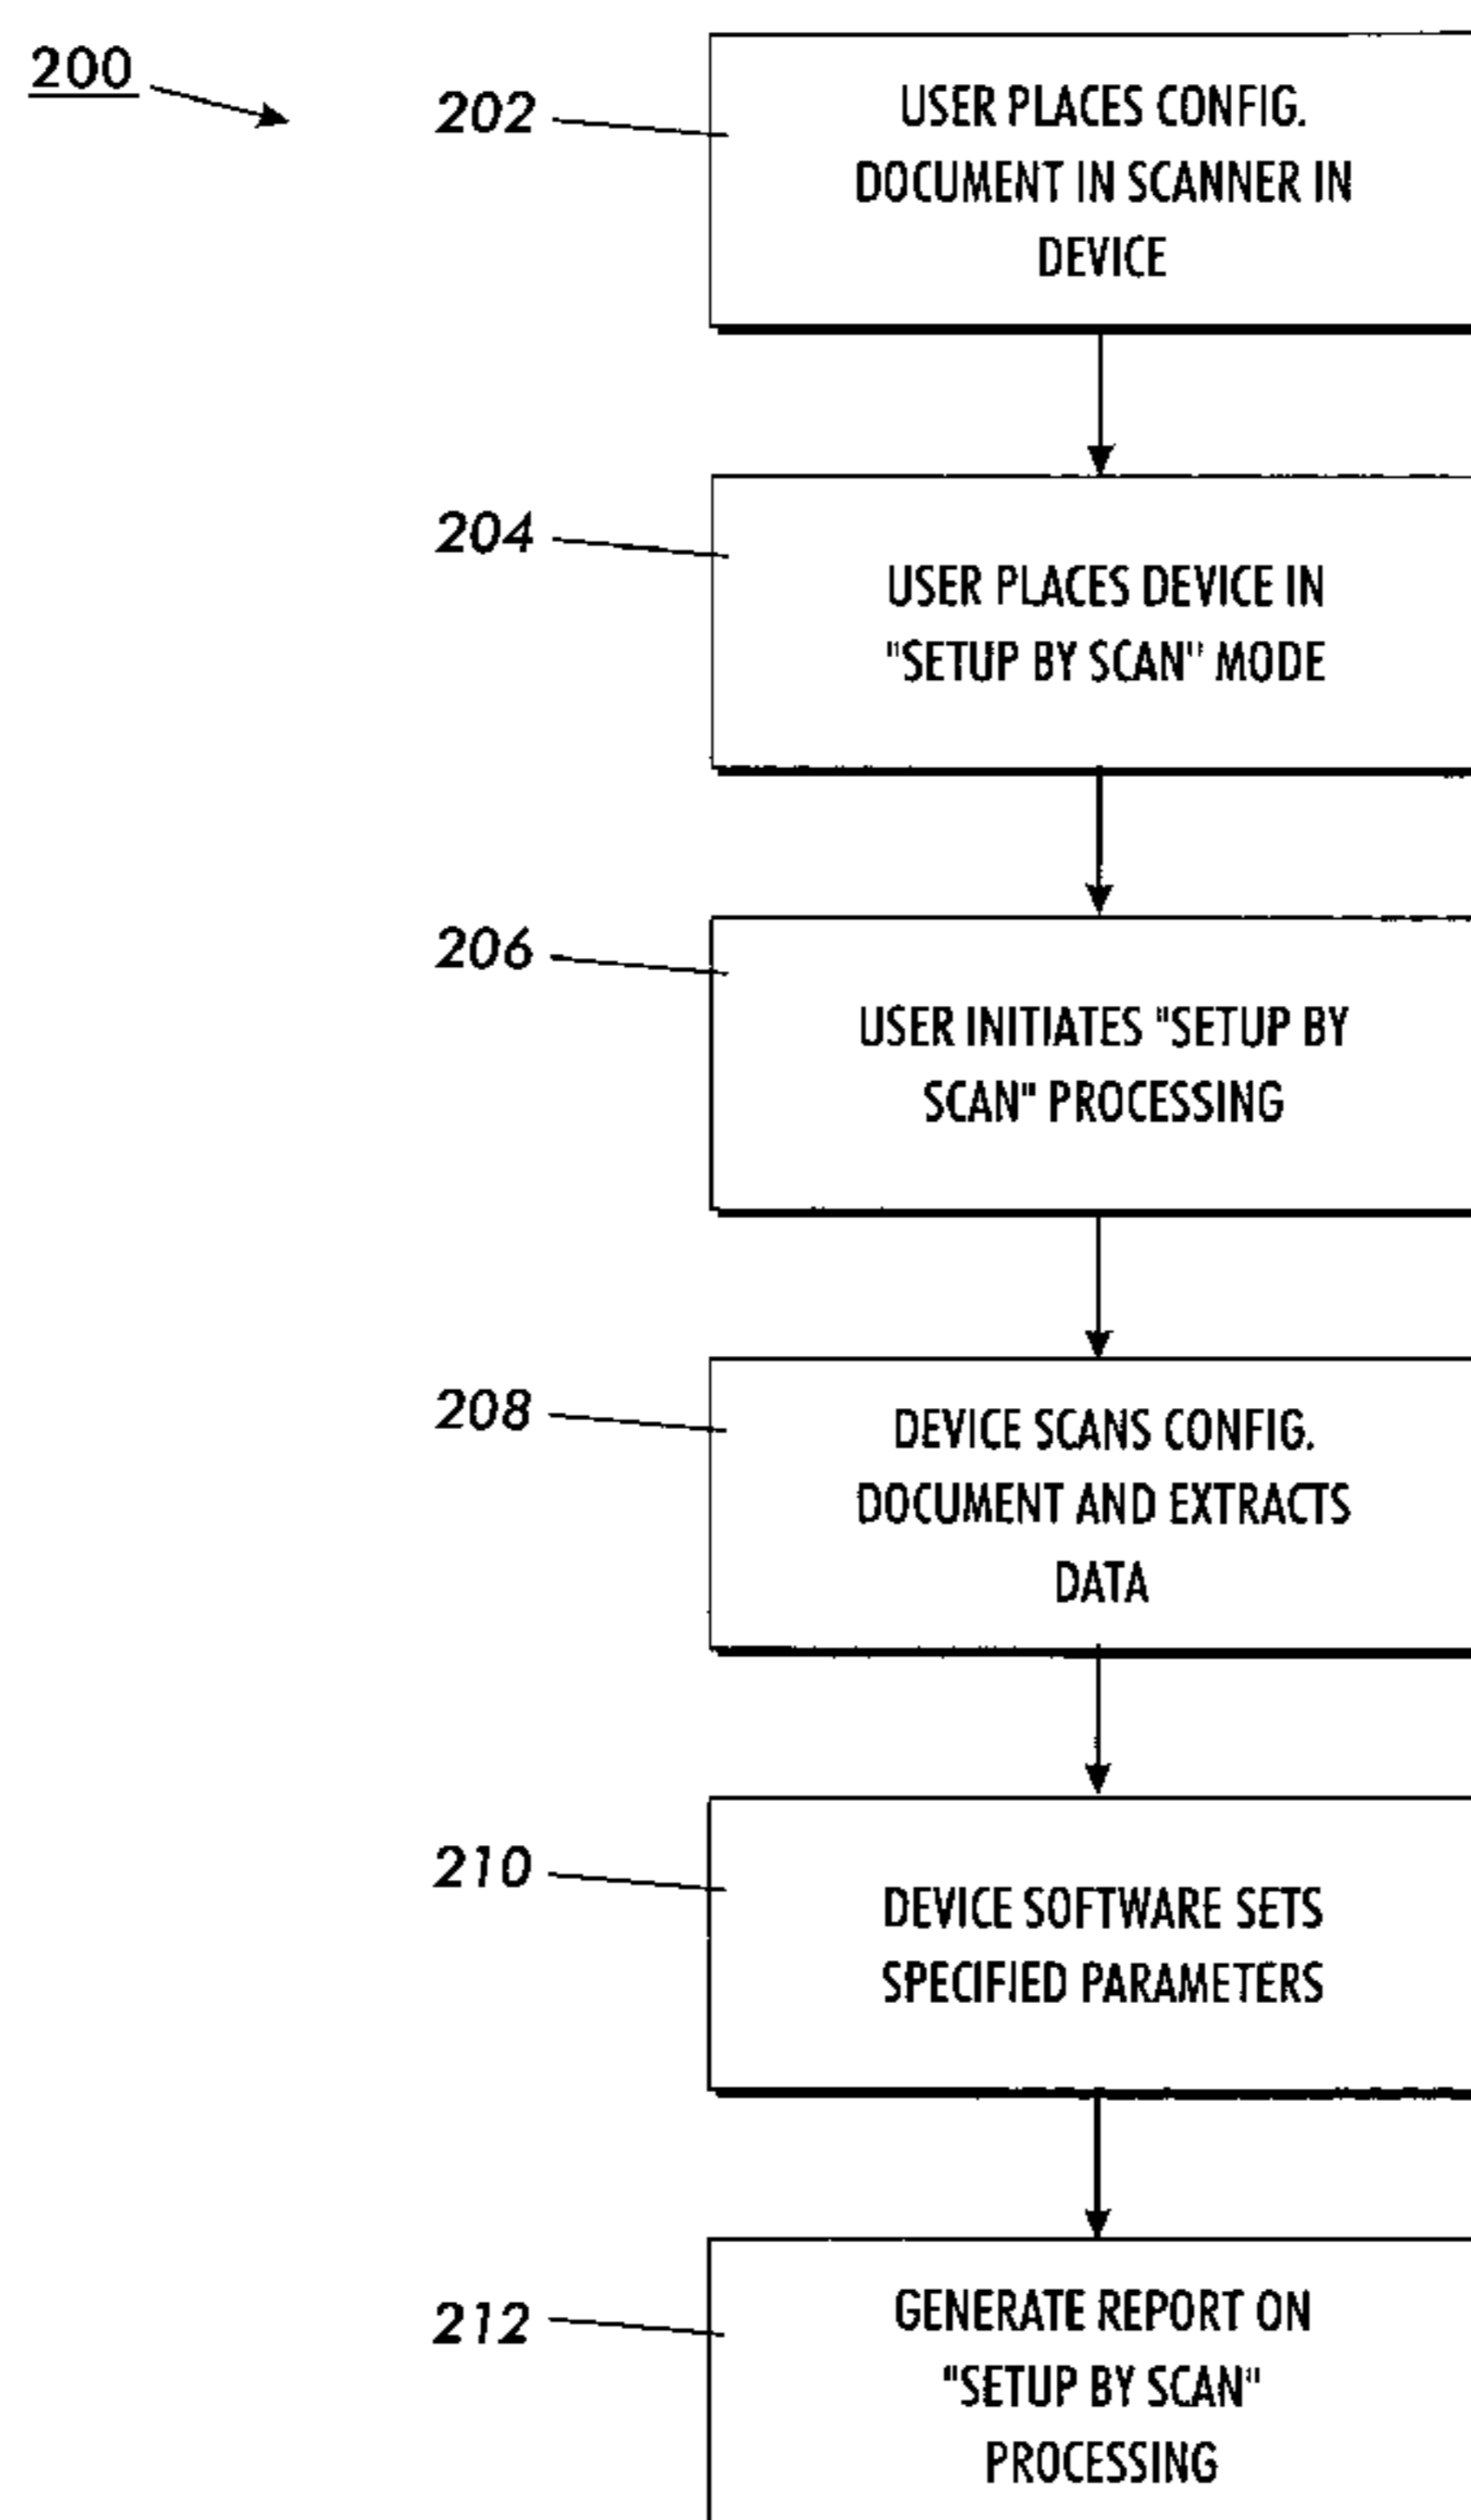 200
202
USER PLACES CONFIG.
DOCUMENT IN SCANNER IN
DEVICE
204
USER PLACES DEVICE IN
"SETUP BY SCAN" MODE
206
USER INITIATES "SETUP BY
SCAN" PROCESSING
208
DEVICE SCANS CONFIG.
DOCUMENT AND EXTRACTS
DATA
210
DEVICE SOFTWARE SETS
SPECIFIED PARAMETERS
212
GENERATE REPORT ON
"SETUP BY SCAN"
PROCESSING